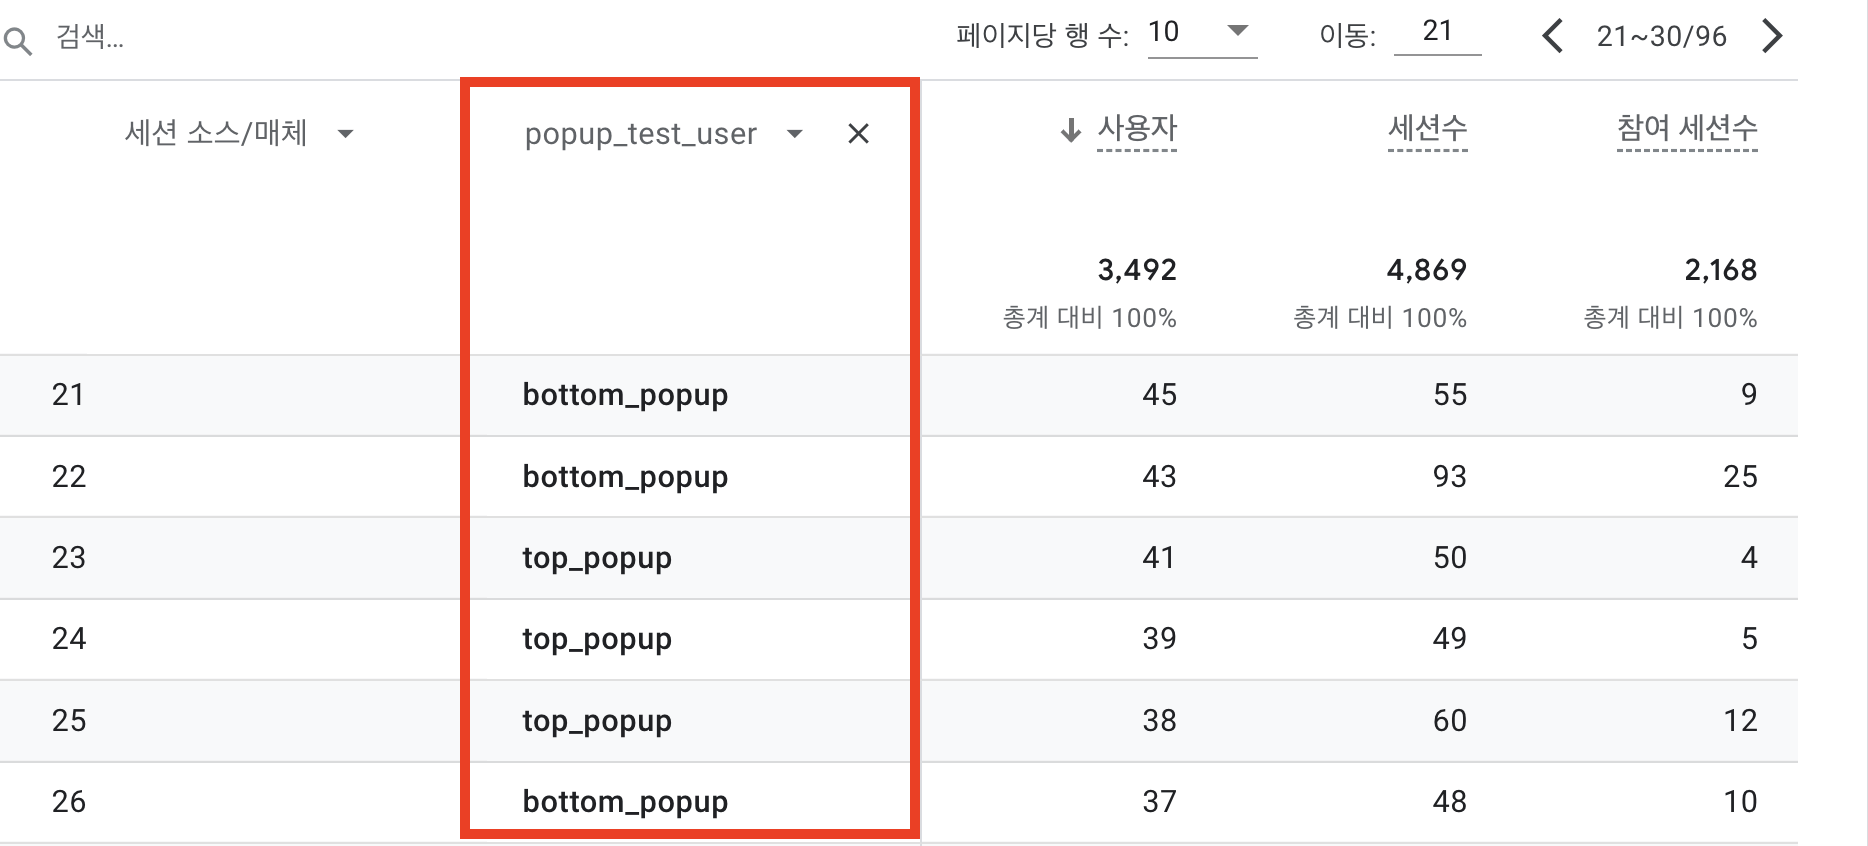 검색... 페이지당 행 수: 10 이동: 21 21~30/96
세션 소스/매체 popup_test_user 사용자 세션수 참여 세션수
3,492 4,869 2,168
총계 대비 100% 총계 대비 100% 총계 대비 100%
21 bottom_popup 45 55 9
22 bottom_popup 43 93 25
23 top_popup 41 50 4
24 top_popup 39 49 5
25 top_popup 38 60 12
26 bottom_popup 37 48 10